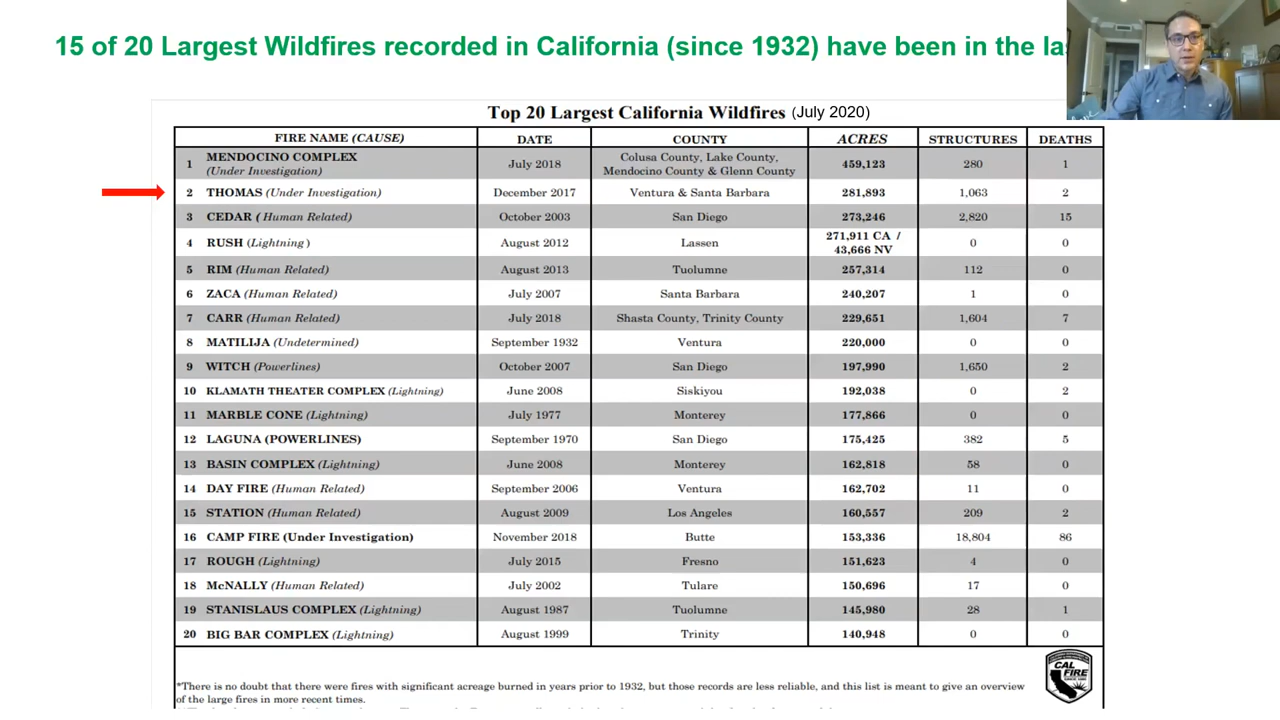 15 of 20 Largest Wildfires recorded in California (since 1932) have been in the
Top 20 Largest California Wildfires (July 2020)
FIRE NAME (CAUSE) DATE COUNTY ACRES STRUCTURES DEATHS
1 MENDOCINO COMPLEX (Under Investigation) July 2018 Colusa County, Lake County, Mendocino County & Glenn County 459,123 280 1
2 THOMAS (Under Investigation) December 2017 Ventura & Santa Barbara 281,893 1,063 2
3 CEDAR ( Human Related) October 2003 San Diego 273,246 2,820 15
4 RUSH (Lightning ) August 2012 Lassen 271,911 CA / 43,666 NV 0 0
5 RIM (Human Related) August 2013 Tuolumne 257,314 112 0
6 ZACA (Human Related) July 2007 Santa Barbara 240,207 1 0
7 CARR (Human Related) July 2018 Shasta County, Trinity County 229,651 1,604 7
8 MATILIJA (Undetermined) September 1932 Ventura 220,000 0 0
9 WITCH (Powerlines) October 2007 San Diego 197,990 1,650 2
10 KLAMATH THEATER COMPLEX (Lightning) June 2008 Siskiyou 192,038 0 2
11 MARBLE CONE (Lightning) July 1977 Monterey 177,866 0 0
12 LAGUNA (POWERLINES) September 1970 San Diego 175,425 382 5
13 BASIN COMPLEX (Lightning) June 2008 Monterey 162,818 58 0
14 DAY FIRE (Human Related) September 2006 Ventura 162,702 11 0
15 STATION (Human Related) August 2009 Los Angeles 160,557 209 2
16 CAMP FIRE (Under Investigation) November 2018 Butte 153,336 18,804 86
17 ROUGH (Lightning) July 2015 Fresno 151,623 4 0
18 McNALLY (Human Related) July 2002 Tulare 150,696 17 0
19 STANISLAUS COMPLEX (Lightning) August 1987 Tuolumne 145,980 28 1
20 BIG BAR COMPLEX (Lightning) August 1999 Trinity 140,948 0 0
CAL
FIRE
*There is no doubt that there were fires with significant acreage burned in years prior to 1932, but those records are less reliable, and this list is meant to give an overview
of the large fires in more recent times.